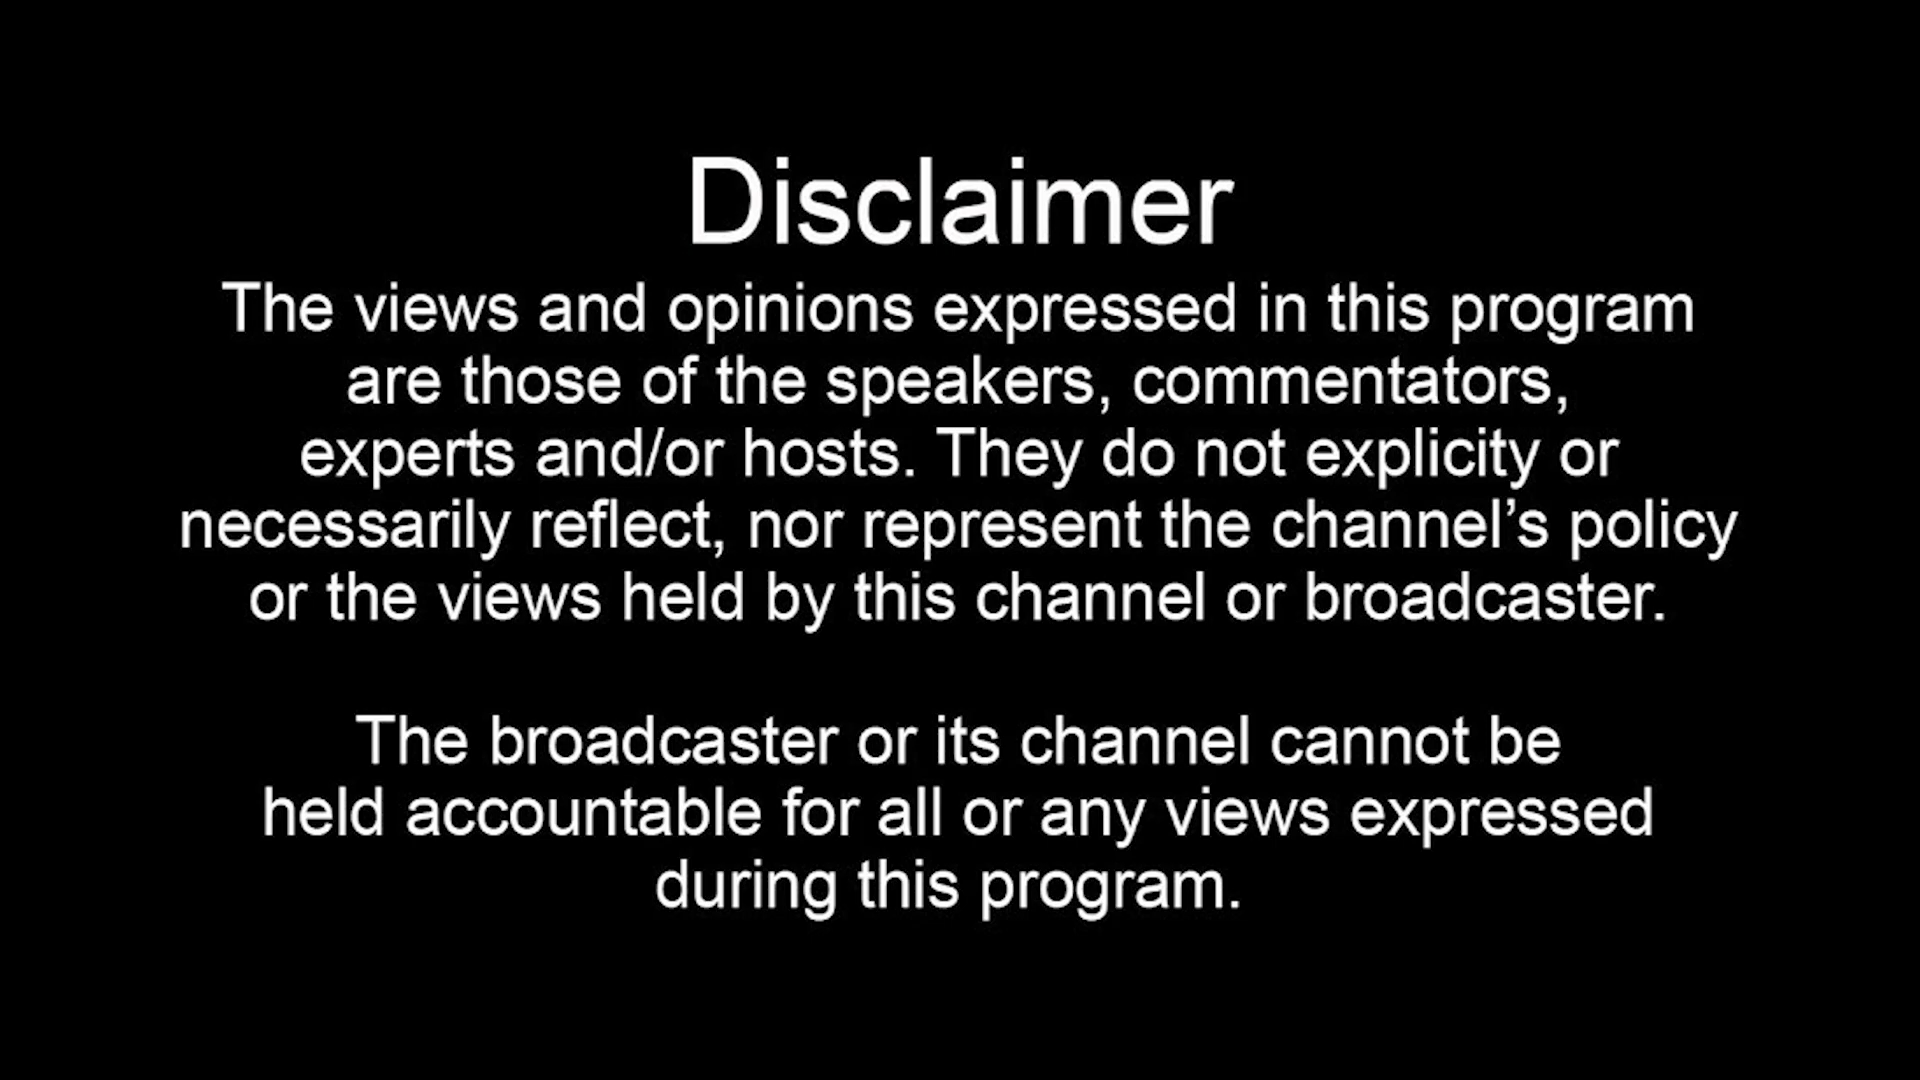 Disclaimer
The views and opinions expressed in this program
are those of the speakers, commentators,
experts and/or hosts. They do not explicity or
necessarily reflect, nor represent the channel’s policy
or the views held by this channel or broadcaster.
The broadcaster or its channel cannot be
held accountable for all or any views expressed
during this program.